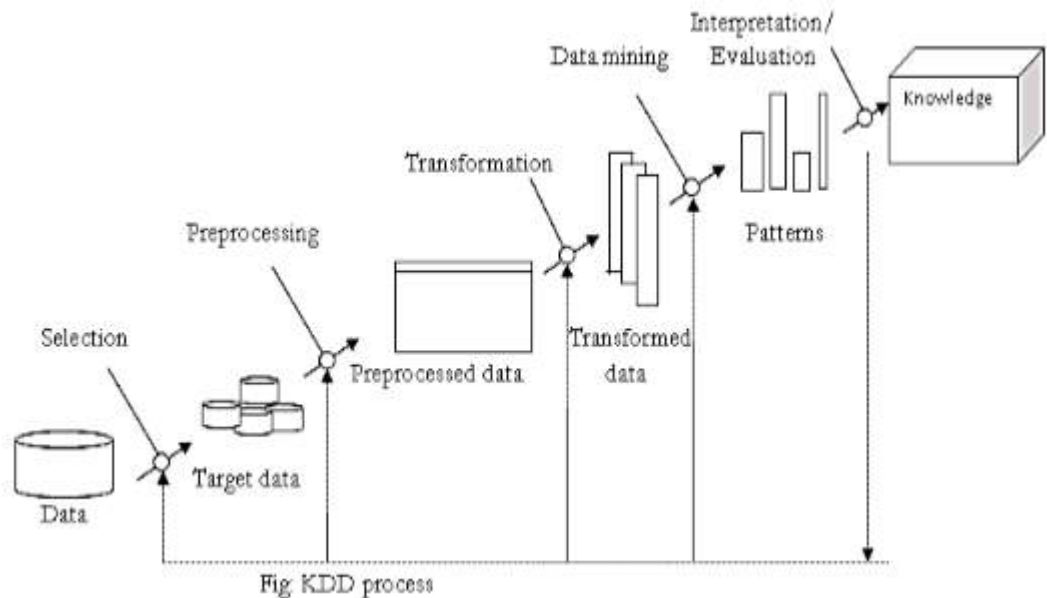 Interpretation/
Evaluation
Data mining
Knowledge
Transformation
Patterns
Preprocessing
Selection
Transformed
data
Preprocessed data
Target data
Data
Fig KDD process